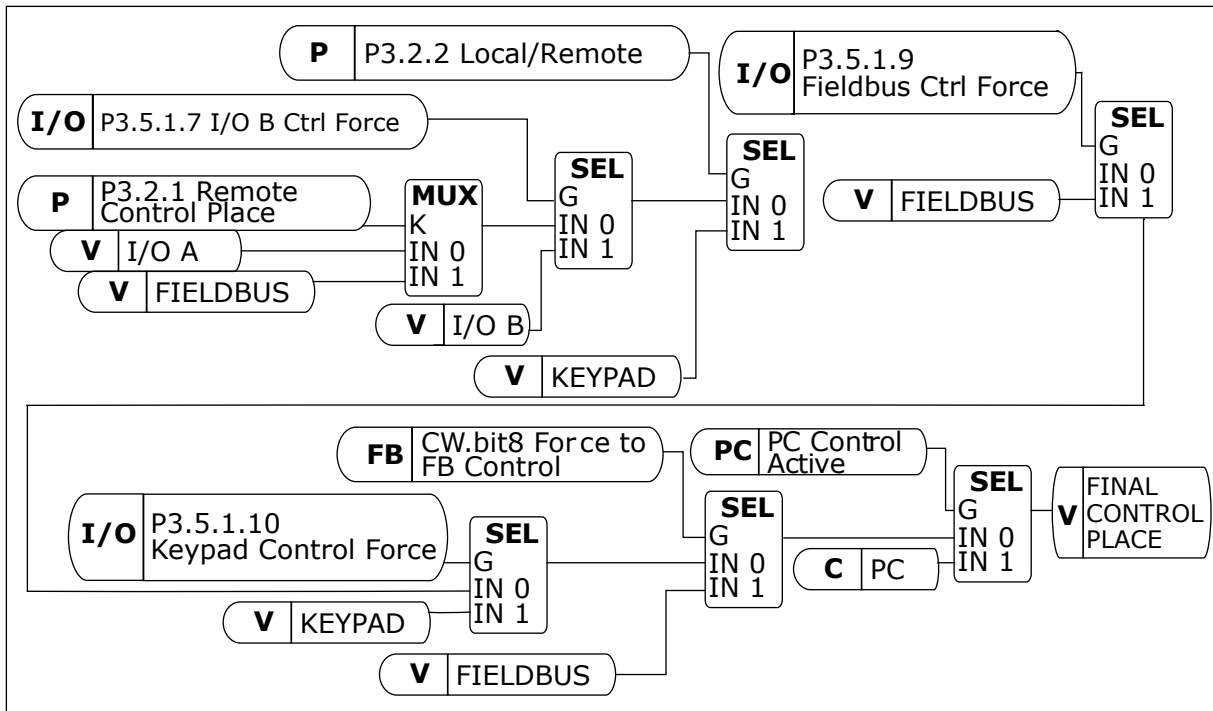 P P3.2.2 Local/Remote
I/O P3.5.1.9
Fieldbus Ctrl Force
I/O P3.5.1.7 I/O B Ctrl Force
P P3.2.1 Remote
Control Place
V I/O A
V FIELDBUS
MUX
K
IN 0
IN 1
SEL
G
IN 0
IN 1
V I/O B
SEL
G
IN 0
IN 1
V KEYPAD
V FIELDBUS
SEL
G
IN 0
IN 1
FB CW.bit8 Force to
FB Control
PC PC Control
Active
I/O P3.5.1.10
Keypad Control Force
V KEYPAD
SEL
G
IN 0
IN 1
V FIELDBUS
SEL
G
IN 0
IN 1
C PC
SEL
G
IN 0
IN 1
V FINAL
CONTROL
PLACE